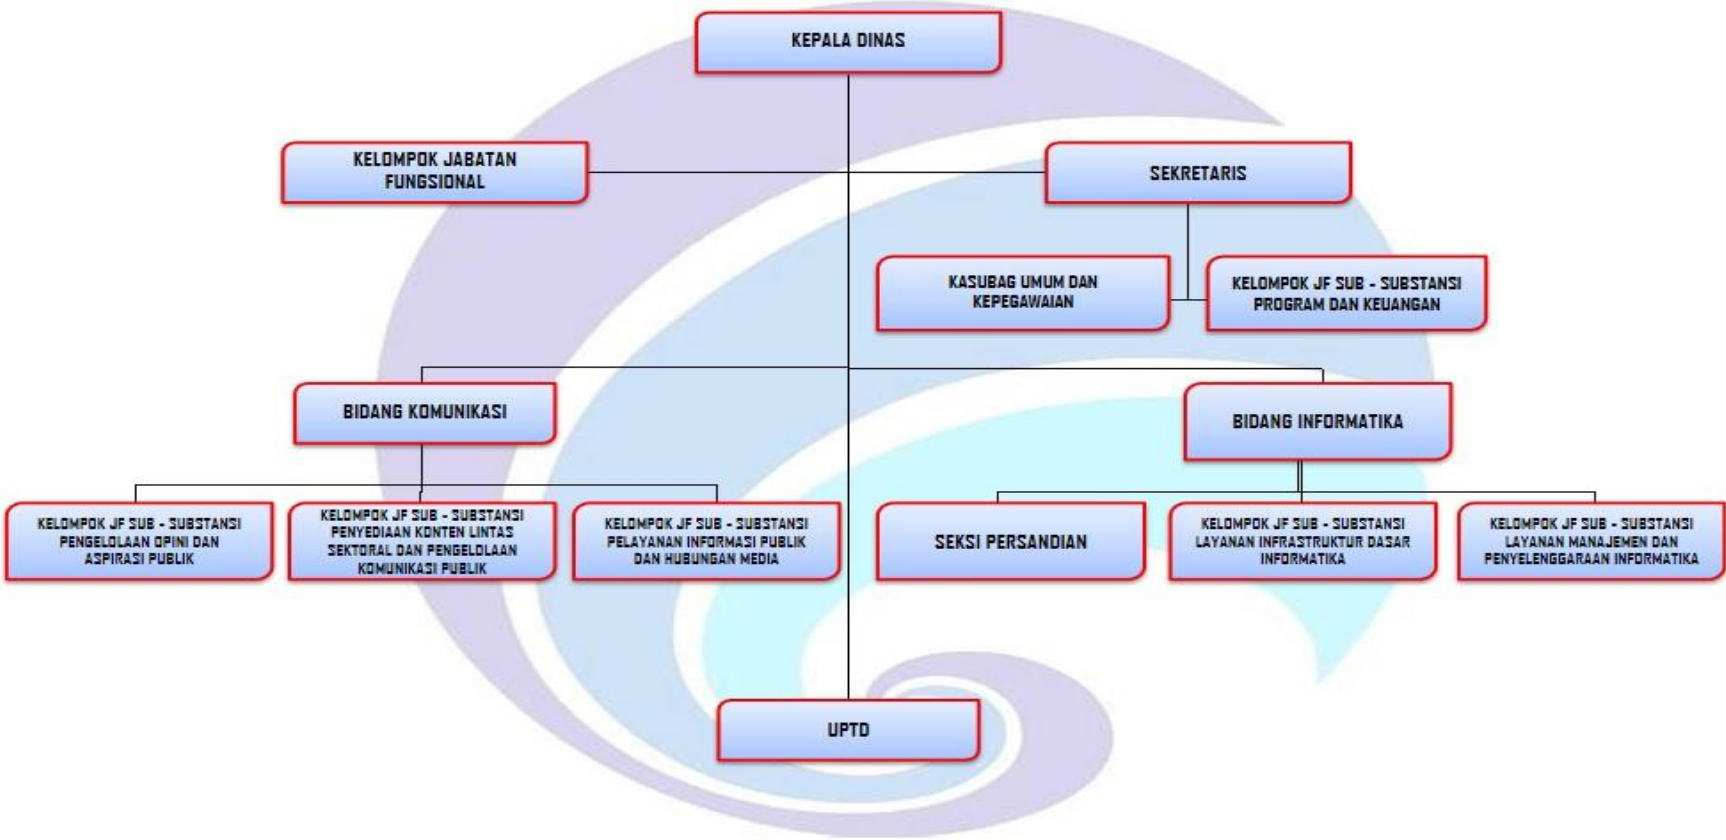 KEPALA DINAS
KELOMPOK JABATAN
FUNGSIONAL
SEKRETARIS
KASUBAG UMUM DAN
KEPEGAWAIAN
KELOMPOK JF SUB - SUBSTANSI
PROGRAM DAN KEUANGAN
BIDANG KOMUNIKASI
BIDANG INFORMATIKA
KELOMPOK JF SUB - SUBSTANSI
PENGELOLAAN OPINI DAN
ASPIRASI PUBLIK
KELOMPOK JF SUB - SUBSTANSI
PENYEDIAAN KONTEN LINTAS
SEKTORAL DAN PENGELOLAAN
KOMUNIKASI PUBLIK
KELOMPOK JF SUB - SUBSTANSI
PELAYANAN INFORMASI PUBLIK
DAN HUBUNGAN MEDIA
SEKSI PERSANDIAN
KELOMPOK JF SUB - SUBSTANSI
LAYANAN INFRASTRUKTUR DASAR
INFORMATIKA
KELOMPOK JF SUB - SUBSTANSI
LAYANAN MANAJEMEN DAN
PENYELENGGARAAN INFORMATIKA
UPTD